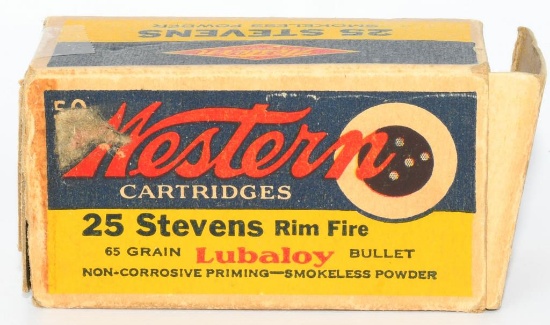 SMOKELESS POWDER
25 STEVENS
50
Western
CARTRIDGES
25 Stevens Rim Fire
65 GRAIN Lubaloy BULLET
NON-CORROSIVE PRIMING—SMOKELESS POWDER